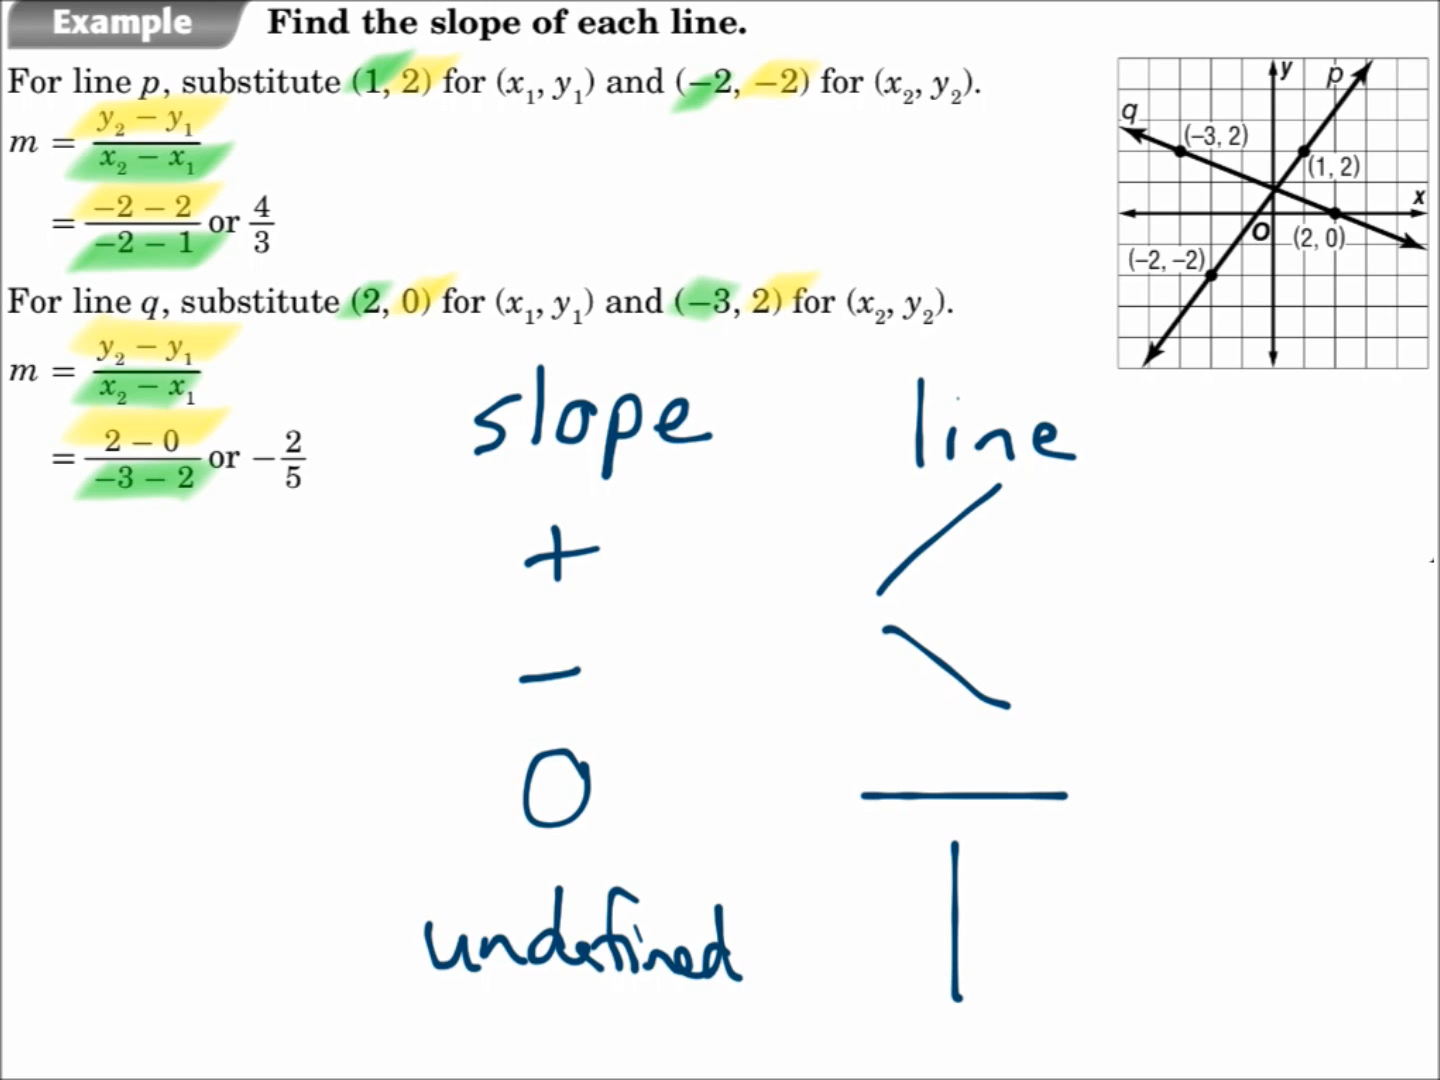 Example Find the slope of each line.
For line p, substitute (1, 2) for (x₁, y₁) and (−2, −2) for (x₂, y₂).
m = (y₂ − y₁)/(x₂ − x₁)
= (−2 − 2)/(−2 − 1) or 4/3
For line q, substitute (2, 0) for (x₁, y₁) and (−3, 2) for (x₂, y₂).
m = (y₂ − y₁)/(x₂ − x₁)
= (2 − 0)/(−3 − 2) or −2/5
y p
q
(−3, 2)
(1, 2)
x
O (2, 0)
(−2, −2)
slope line
+
−
0
undefined